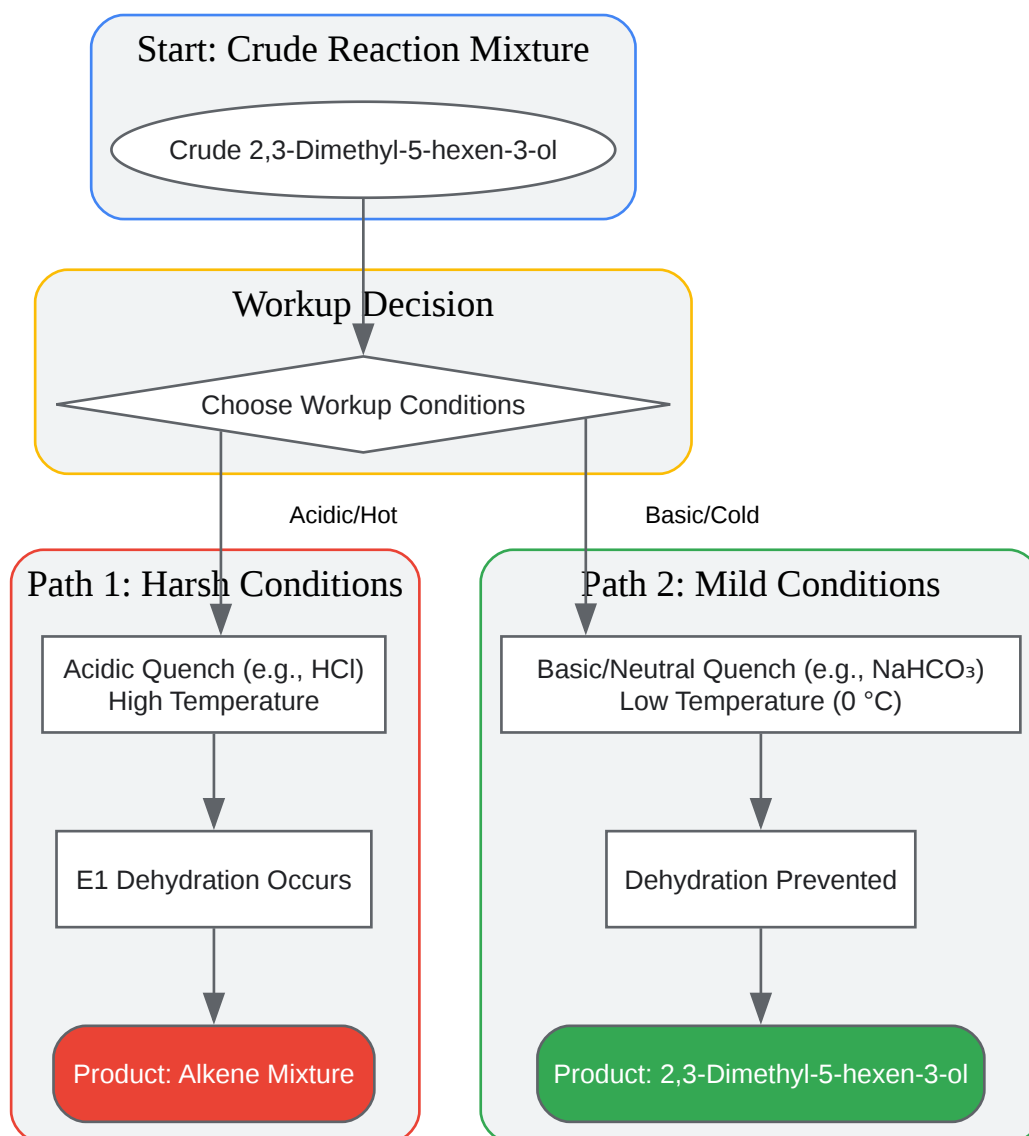 Start: Crude Reaction Mixture
Crude 2,3-Dimethyl-5-hexen-3-ol
Workup Decision
Choose Workup Conditions
Acidic/Hot
Basic/Cold
Path 1: Harsh Conditions
Acidic Quench (e.g., HCl)
High Temperature
E1 Dehydration Occurs
Product: Alkene Mixture
Path 2: Mild Conditions
Basic/Neutral Quench (e.g., NaHCO₃)
Low Temperature (0 °C)
Dehydration Prevented
Product: 2,3-Dimethyl-5-hexen-3-ol